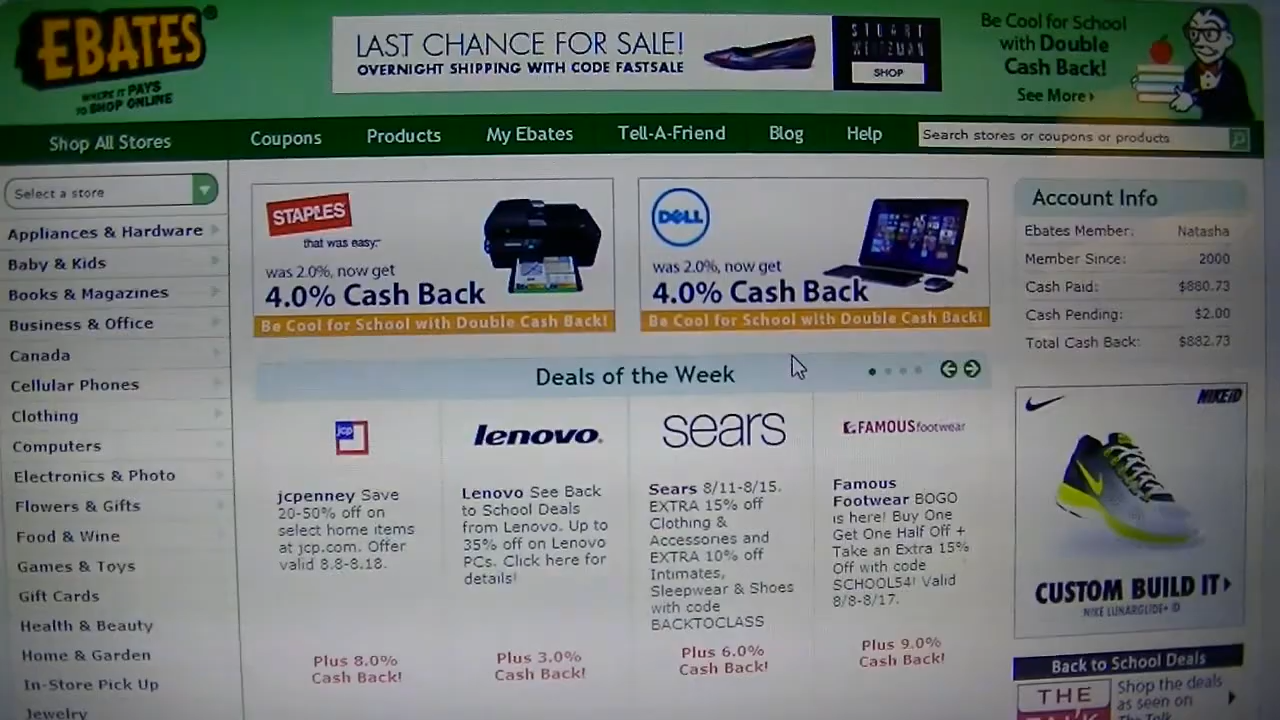 EBATES
WHERE IT PAYS
TO SHOP ONLINE
LAST CHANCE FOR SALE!
OVERNIGHT SHIPPING WITH CODE FASTSALE
STUART
WEITZMAN
SHOP
Be Cool for School
with Double
Cash Back!
See More
Shop All Stores
Coupons
Products
My Ebates
Tell-A-Friend
Blog
Help
Search stores or coupons or products
Select a store
Appliances & Hardware
Baby & Kids
Books & Magazines
Business & Office
Canada
Cellular Phones
Clothing
Computers
Electronics & Photo
Flowers & Gifts
Food & Wine
Games & Toys
Gift Cards
Health & Beauty
Home & Garden
In-Store Pick Up
Jewelry
STAPLES
that was easy.
was 2.0%, now get
4.0% Cash Back
Be Cool for School with Double Cash Back!
DELL
was 2.0%, now get
4.0% Cash Back
Be Cool for School with Double Cash Back!
Deals of the Week
jcp
jcpenney Save
20-50% off on
select home items
at jcp.com. Offer
valid 8.8-8.18.
Plus 8.0%
Cash Back!
lenovo.
Lenovo See Back
to School Deals
from Lenovo. Up to
35% off on Lenovo
PCs. Click here for
details!
Plus 3.0%
Cash Back!
sears
Sears 8/11-8/15.
EXTRA 15% off
Clothing &
Accessories and
EXTRA 10% off
Intimates,
Sleepwear & Shoes
with code
BACKTOCLASS
Plus 6.0%
Cash Back!
FAMOUS footwear
Famous
Footwear BOGO
is here! Buy One
Get One Half Off +
Take an Extra 15%
Off with code
SCHOOL54! Valid
8/8-8/17.
Plus 9.0%
Cash Back!
Account Info
Ebates Member: Natasha
Member Since: 2000
Cash Paid: $880.73
Cash Pending: $2.00
Total Cash Back: $882.73
NIKEiD
CUSTOM BUILD IT
NIKE LUNARGLIDE+ iD
Back to School Deals
THE
TALK
Shop the deals
as seen on
The Talk